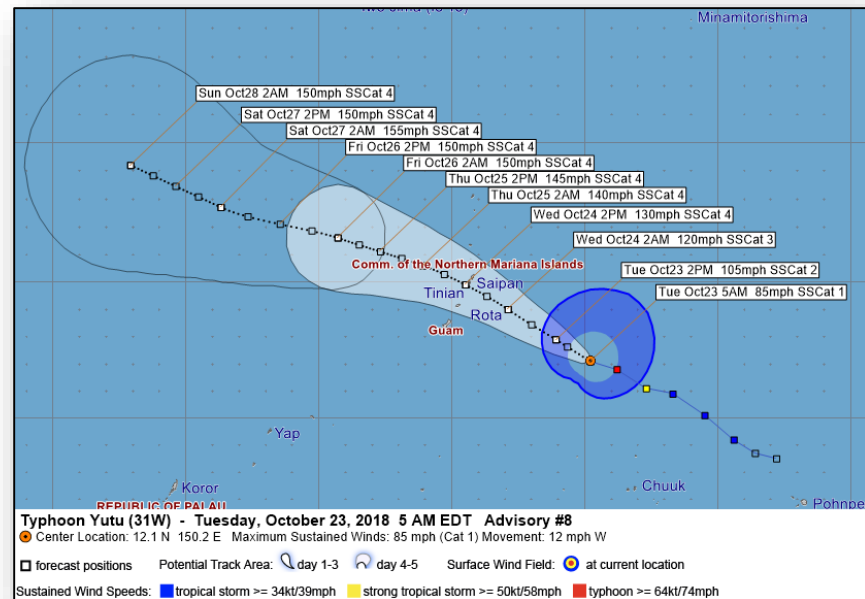 Minamitorishima
Sun Oct28 2AM 150mph SSCat 4
Sat Oct27 2PM 150mph SSCat 4
Sat Oct27 2AM 155mph SSCat 4
Fri Oct26 2PM 150mph SSCat 4
Fri Oct26 2AM 150mph SSCat 4
Thu Oct25 2PM 145mph SSCat 4
Thu Oct25 2AM 140mph SSCat 4
Wed Oct24 2PM 130mph SSCat 4
Wed Oct24 2AM 120mph SSCat 3
Comm. of the Northern Mariana Islands
Tue Oct23 2PM 105mph SSCat 2
Saipan
Tinian
Tue Oct23 5AM 85mph SSCat 1
Rota
Guam
Yap
Koror
Chuuk
REPUBLIC OF PALAU
Pohnpe
Typhoon Yutu (31W) - Tuesday, October 23, 2018 5 AM EDT Advisory #8
Center Location: 12.1 N 150.2 E Maximum Sustained Winds: 85 mph (Cat 1) Movement: 12 mph W
forecast positions Potential Track Area: day 1-3 day 4-5 Surface Wind Field: at current location
Sustained Wind Speeds: tropical storm >= 34kt/39mph strong tropical storm >= 50kt/58mph typhoon >= 64kt/74mph